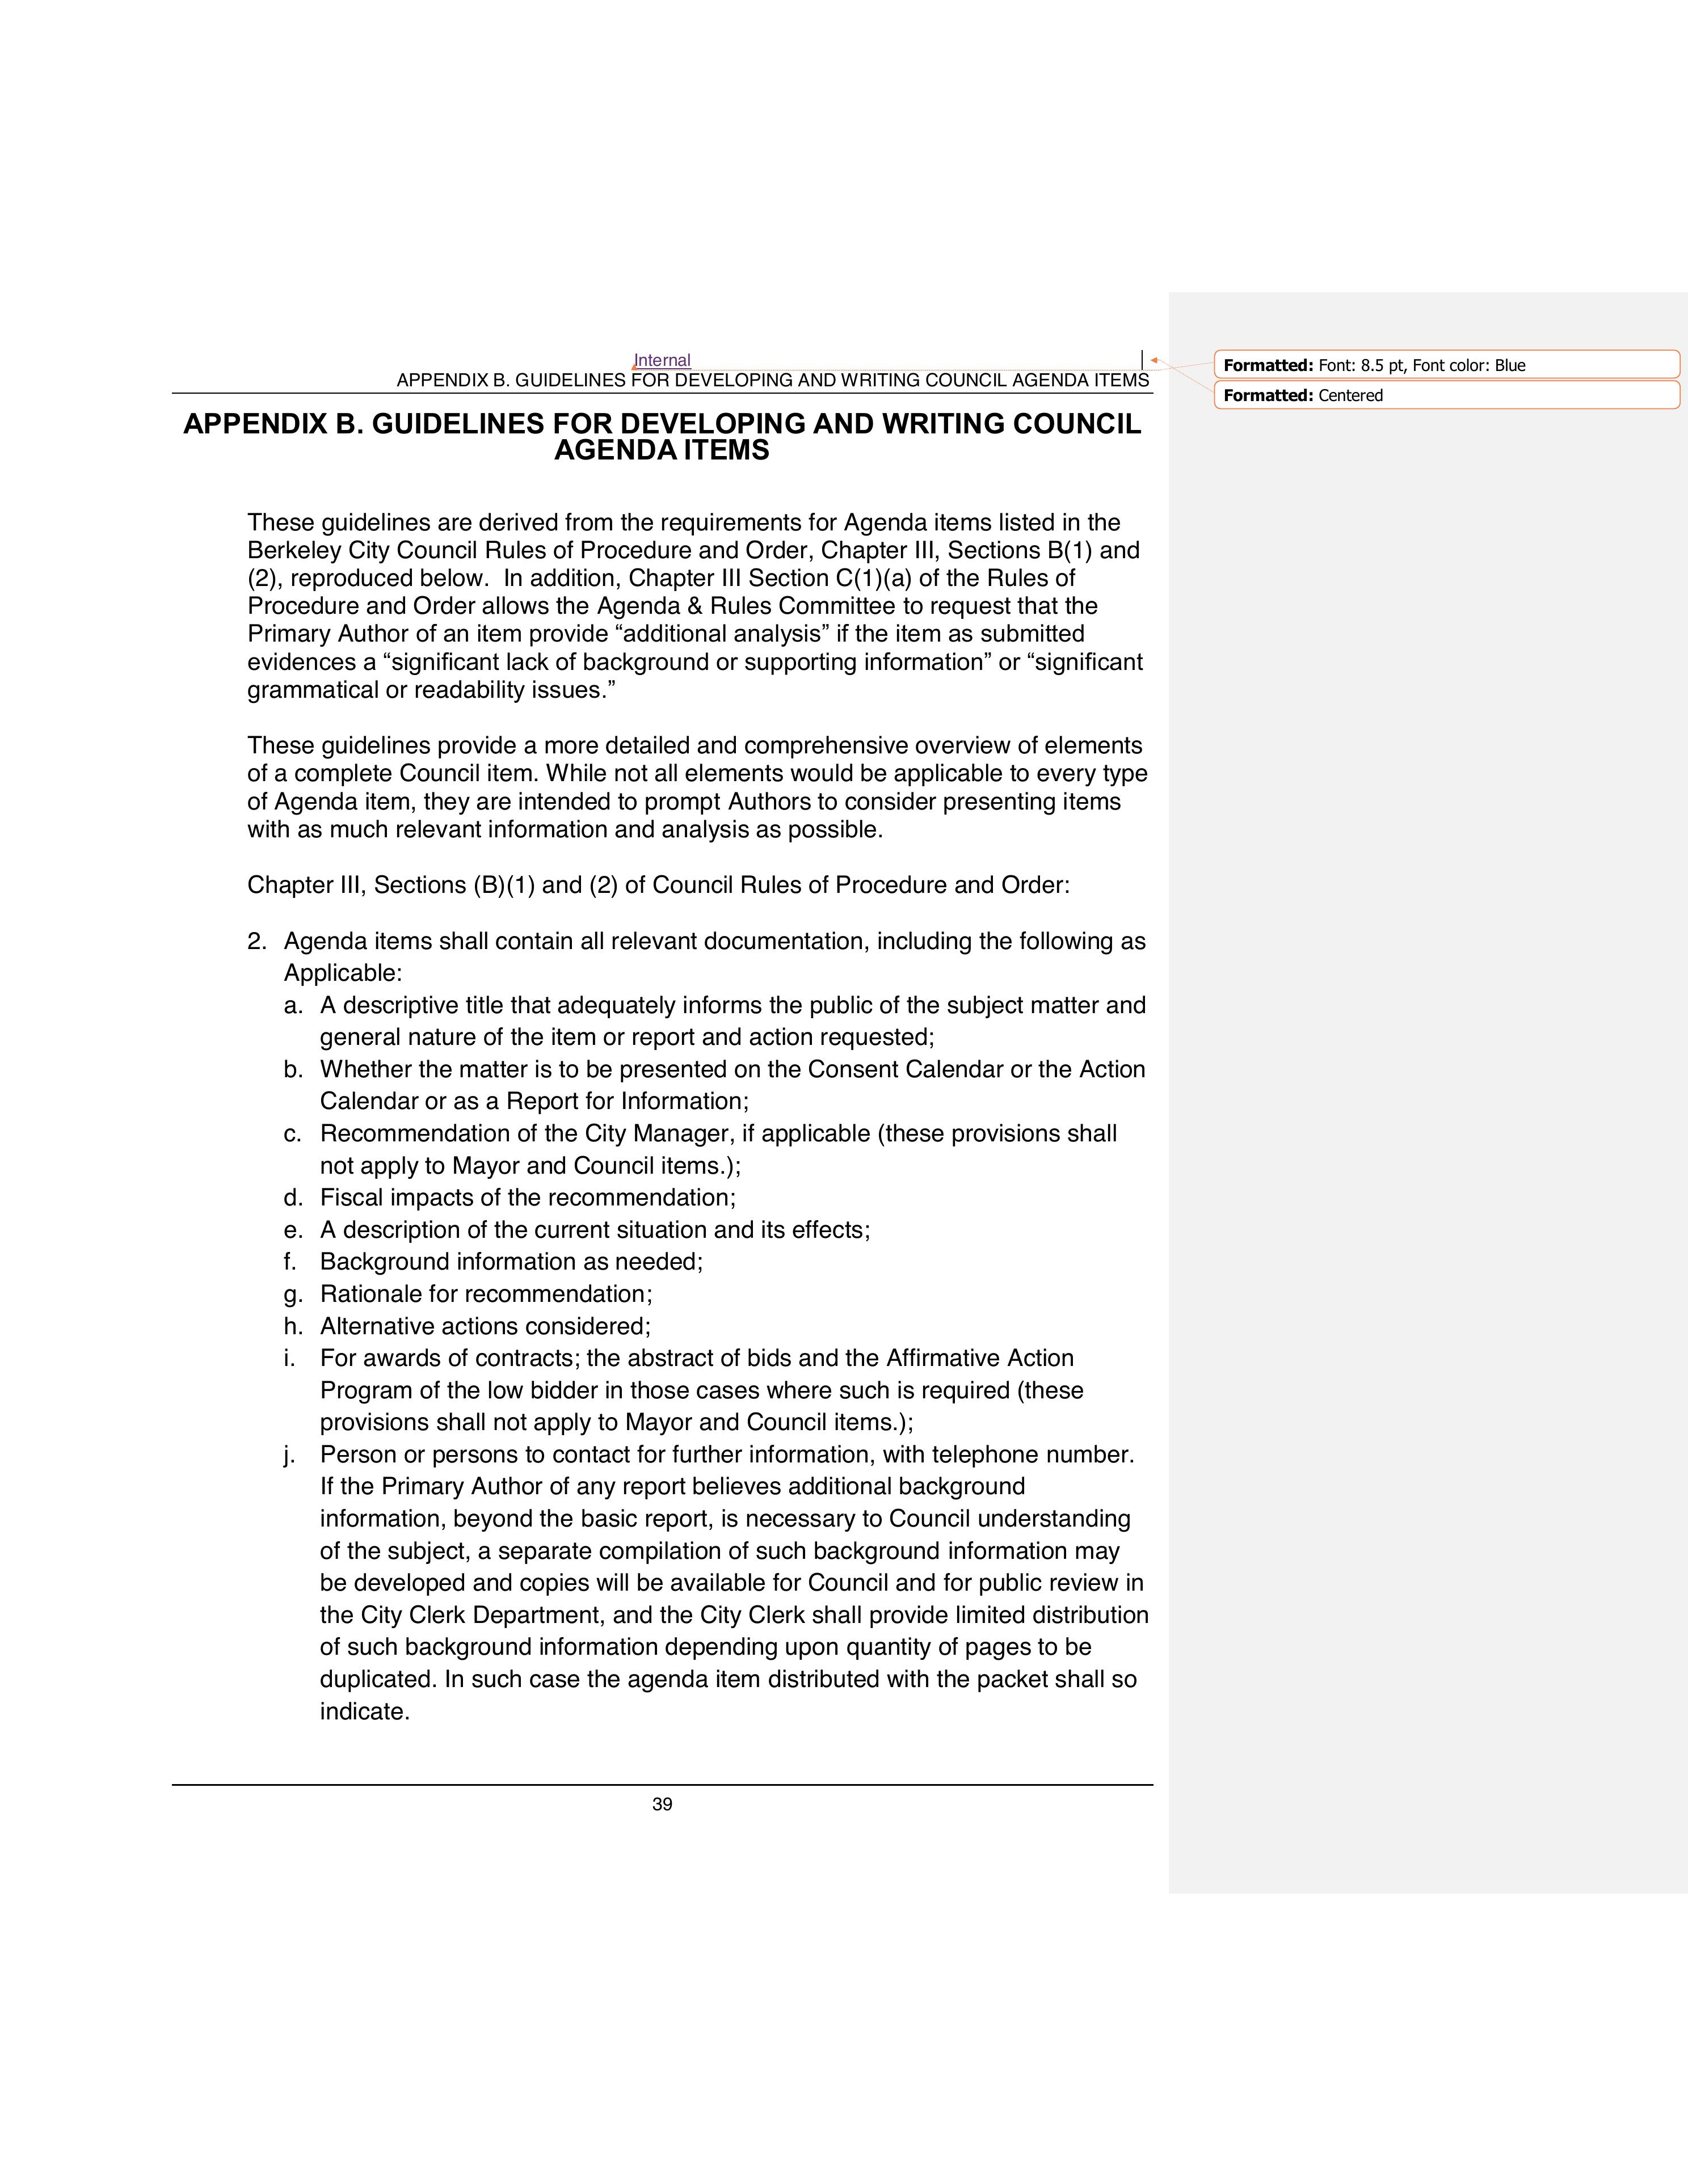 Internal
APPENDIX B. GUIDELINES FOR DEVELOPING AND WRITING COUNCIL AGENDA ITEMS
Formatted: Font: 8.5 pt, Font color: Blue
Formatted: Centered
APPENDIX B. GUIDELINES FOR DEVELOPING AND WRITING COUNCIL
AGENDA ITEMS
These guidelines are derived from the requirements for Agenda items listed in the
Berkeley City Council Rules of Procedure and Order, Chapter III, Sections B(1) and
(2), reproduced below.  In addition, Chapter III Section C(1)(a) of the Rules of
Procedure and Order allows the Agenda & Rules Committee to request that the
Primary Author of an item provide “additional analysis” if the item as submitted
evidences a “significant lack of background or supporting information” or “significant
grammatical or readability issues.”
These guidelines provide a more detailed and comprehensive overview of elements
of a complete Council item. While not all elements would be applicable to every type
of Agenda item, they are intended to prompt Authors to consider presenting items
with as much relevant information and analysis as possible.
Chapter III, Sections (B)(1) and (2) of Council Rules of Procedure and Order:
2. Agenda items shall contain all relevant documentation, including the following as
Applicable:
a. A descriptive title that adequately informs the public of the subject matter and
general nature of the item or report and action requested;
b. Whether the matter is to be presented on the Consent Calendar or the Action
Calendar or as a Report for Information;
c. Recommendation of the City Manager, if applicable (these provisions shall
not apply to Mayor and Council items.);
d. Fiscal impacts of the recommendation;
e. A description of the current situation and its effects;
f. Background information as needed;
g. Rationale for recommendation;
h. Alternative actions considered;
i. For awards of contracts; the abstract of bids and the Affirmative Action
Program of the low bidder in those cases where such is required (these
provisions shall not apply to Mayor and Council items.);
j. Person or persons to contact for further information, with telephone number.
If the Primary Author of any report believes additional background
information, beyond the basic report, is necessary to Council understanding
of the subject, a separate compilation of such background information may
be developed and copies will be available for Council and for public review in
the City Clerk Department, and the City Clerk shall provide limited distribution
of such background information depending upon quantity of pages to be
duplicated. In such case the agenda item distributed with the packet shall so
indicate.
39